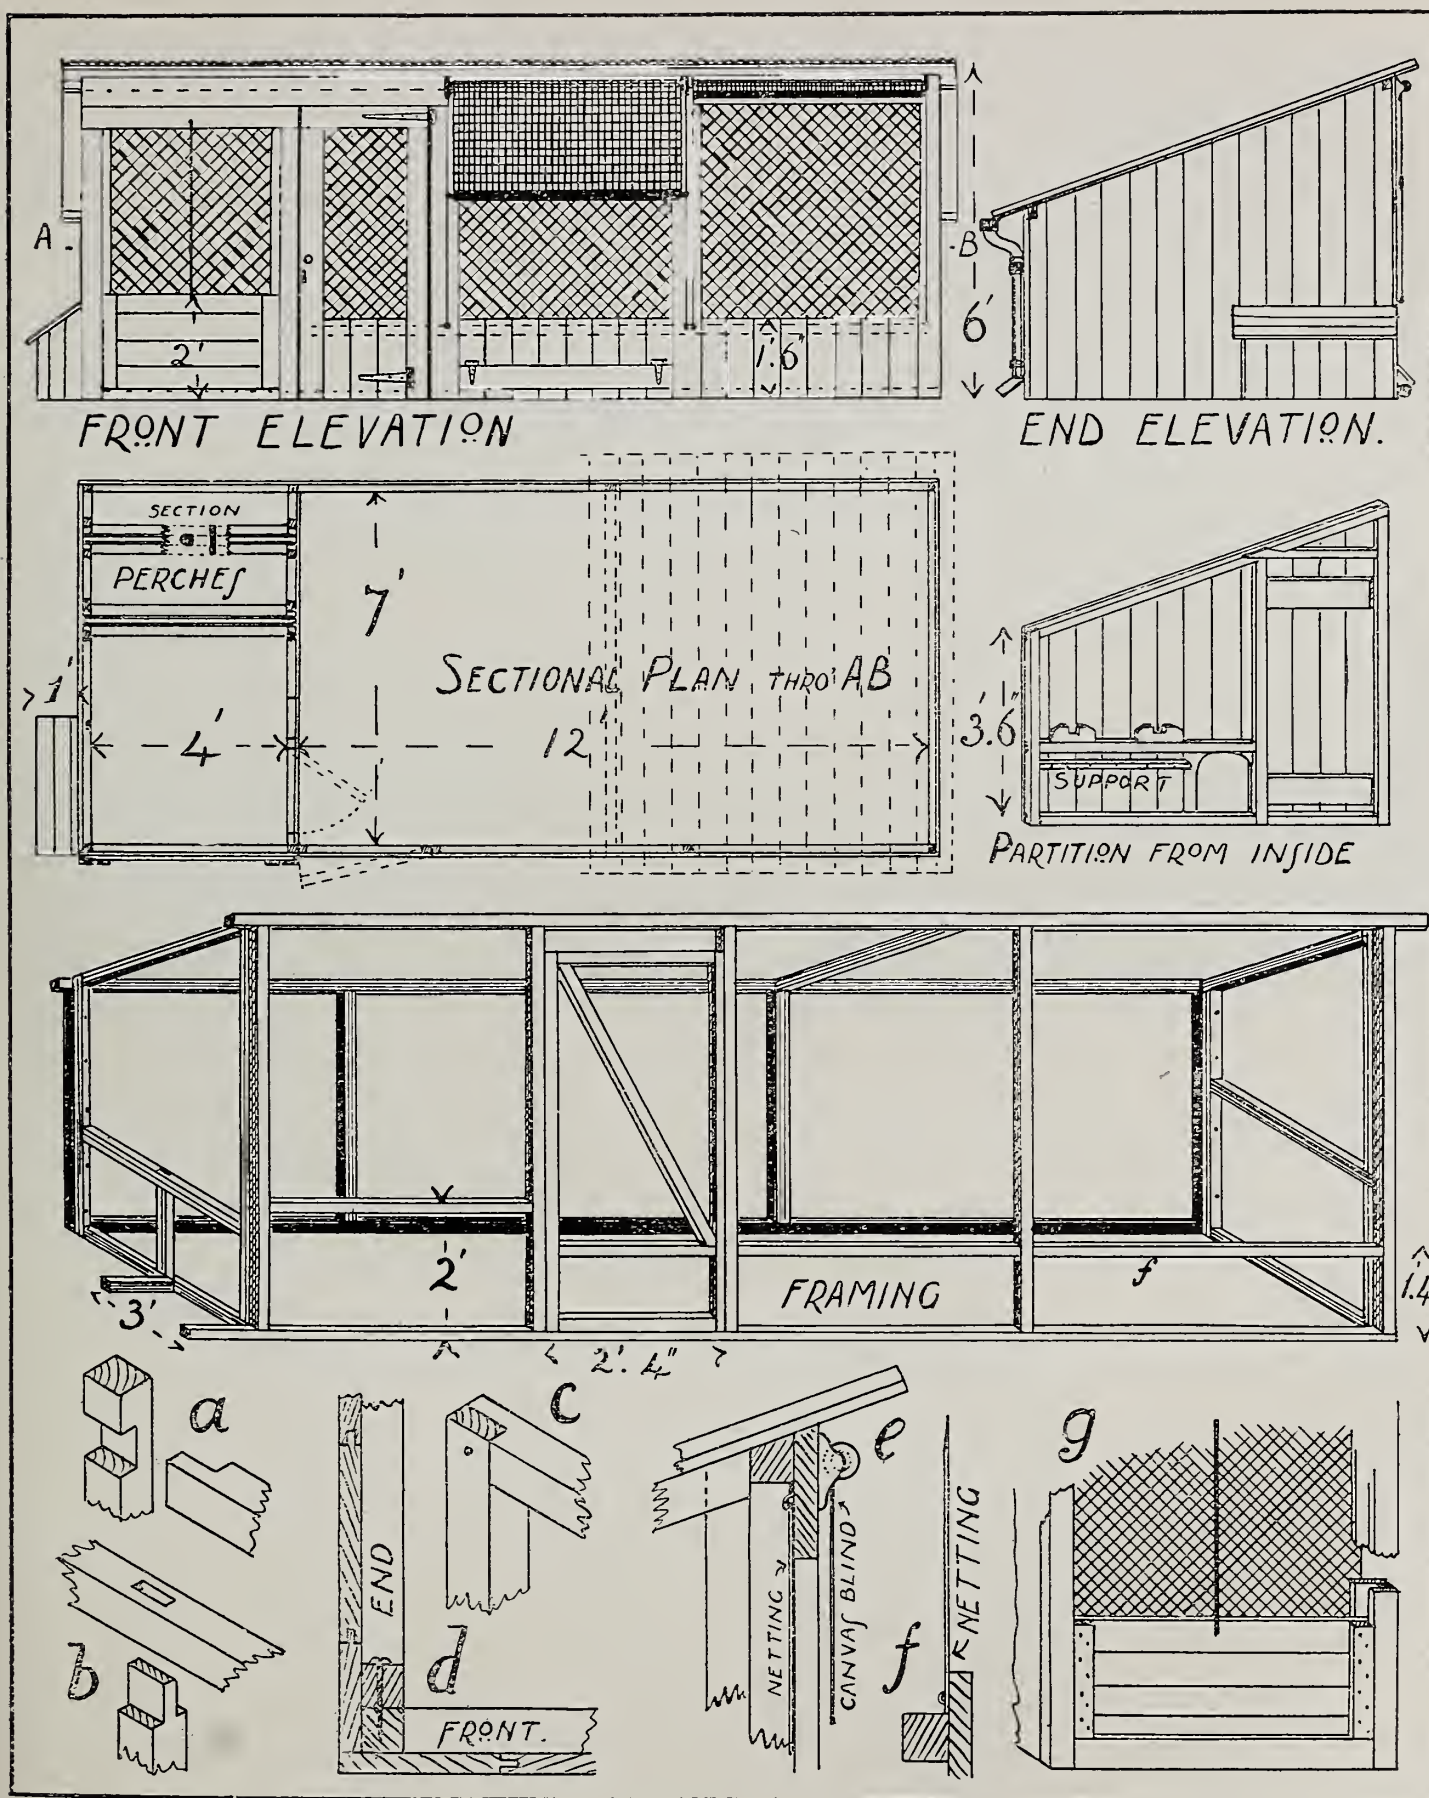 A
B
2'
1'.6"
6'
FRONT ELEVATION
END ELEVATION.
SECTION
PERCHES
7'
1'
SECTIONAL PLAN THRO' AB
4'
12'
3'.6"
SUPPORT
PARTITION FROM INSIDE
2'
3'
FRAMING
f
1.4
2'. 4"
a
b
c
d
END
FRONT.
e
NETTING
CANVAS BLIND
f
NETTING
g